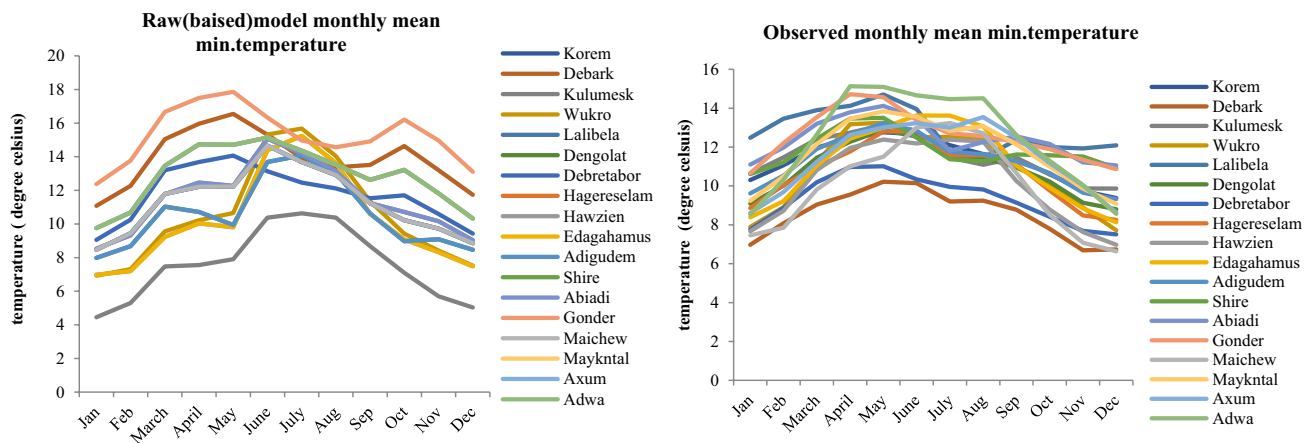 Raw(baised)model monthly mean
min.temperature
temperature ( degree celsius)
20
18
16
14
12
10
8
6
4
2
0
Jan
Feb
March
April
May
June
July
Aug
Sep
Oct
Nov
Dec
Korem
Debark
Kulumesk
Wukro
Lalibela
Dengolat
Debretabor
Hagereselam
Hawzien
Edagahamus
Adigudem
Shire
Abiadi
Gonder
Maichew
Maykntal
Axum
Adwa
Observed monthly mean min.temperature
temperature ((degree celsius)
16
14
12
10
8
6
4
2
0
Jan
Feb
March
April
May
June
July
Aug
Sep
Oct
Nov
Dec
Korem
Debark
Kulumesk
Wukro
Lalibela
Dengolat
Debretabor
Hagereselam
Hawzien
Edagahamus
Adigudem
Shire
Abiadi
Gonder
Maichew
Maykntal
Axum
Adwa